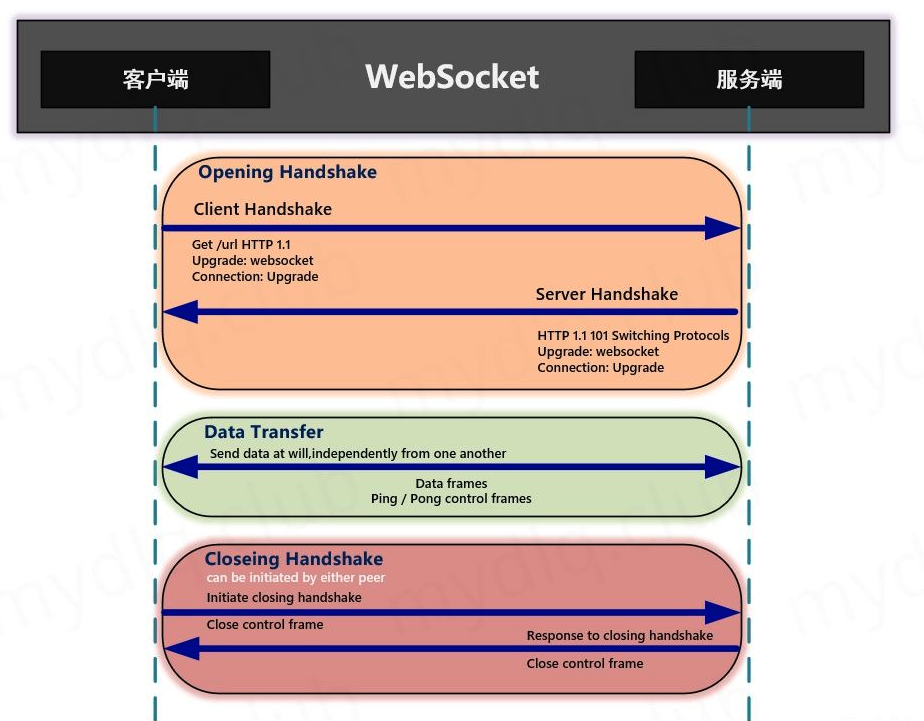 客户端
WebSocket
服务端
Opening Handshake
Client Handshake
Get /url HTTP 1.1
Upgrade: websocket
Connection: Upgrade
Server Handshake
HTTP 1.1 101 Switching Protocols
Upgrade: websocket
Connection: Upgrade
Data Transfer
Send data at will,independently from one another
Data frames
Ping / Pong control frames
Closeing Handshake
can be initiated by either peer
Initiate closing handshake
Close control frame
Response to closing handshake
Close control frame